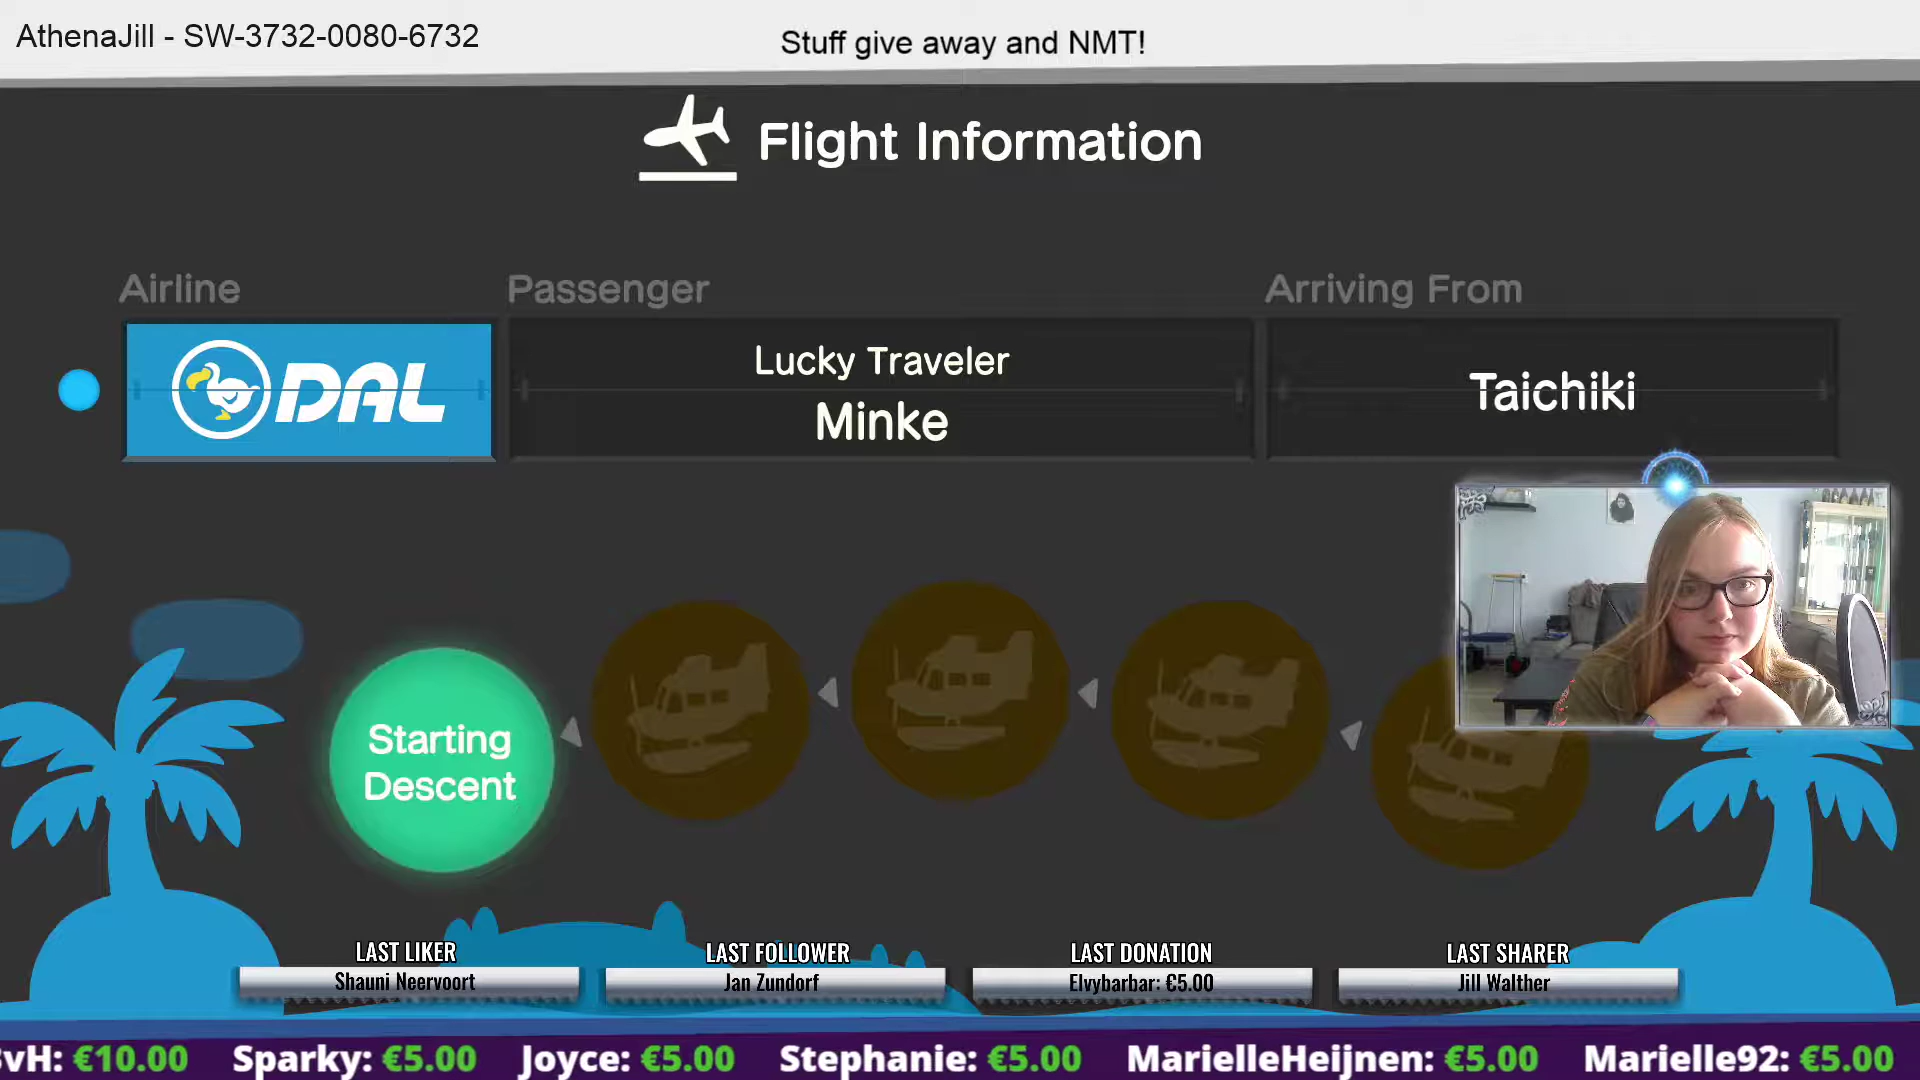 AthenaJill - SW-3732-0080-6732
Stuff give away and NMT!
Flight Information
Airline
Passenger
Arriving From
DAL
Lucky Traveler
Minke
Taichiki
Starting
Descent
LAST LIKER
Shauni Neervoort
LAST FOLLOWER
Jan Zundorf
LAST DONATION
Elvybarbar: €5.00
LAST SHARER
Jill Walther
vH: €10.00 Sparky: €5.00 Joyce: €5.00 Stephanie: €5.00 MarielleHeijnen: €5.00 Marielle92: €5.00